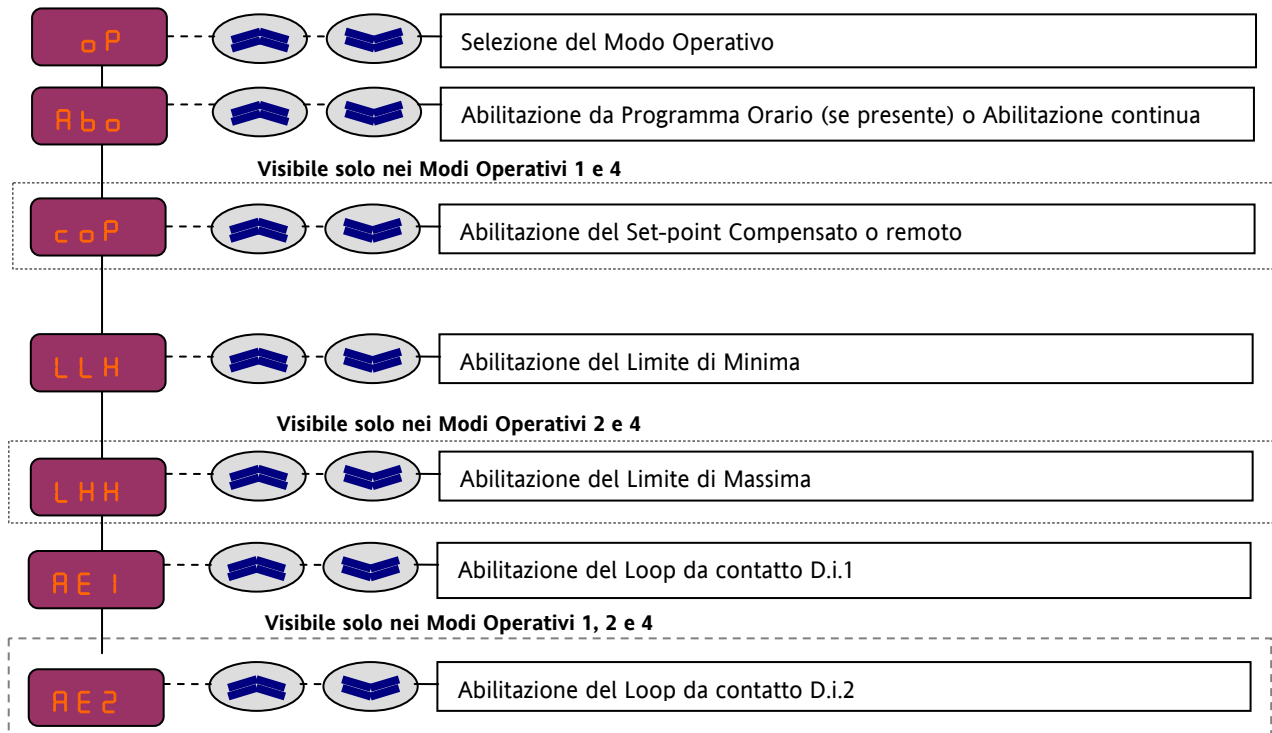 oP
Selezione del Modo Operativo
Abo
Abilitazione da Programma Orario (se presente) o Abilitazione continua
Visibile solo nei Modi Operativi 1 e 4
coP
Abilitazione del Set-point Compensato o remoto
LLH
Abilitazione del Limite di Minima
Visibile solo nei Modi Operativi 2 e 4
LHH
Abilitazione del Limite di Massima
AE1
Abilitazione del Loop da contatto D.i.1
Visibile solo nei Modi Operativi 1, 2 e 4
AE2
Abilitazione del Loop da contatto D.i.2